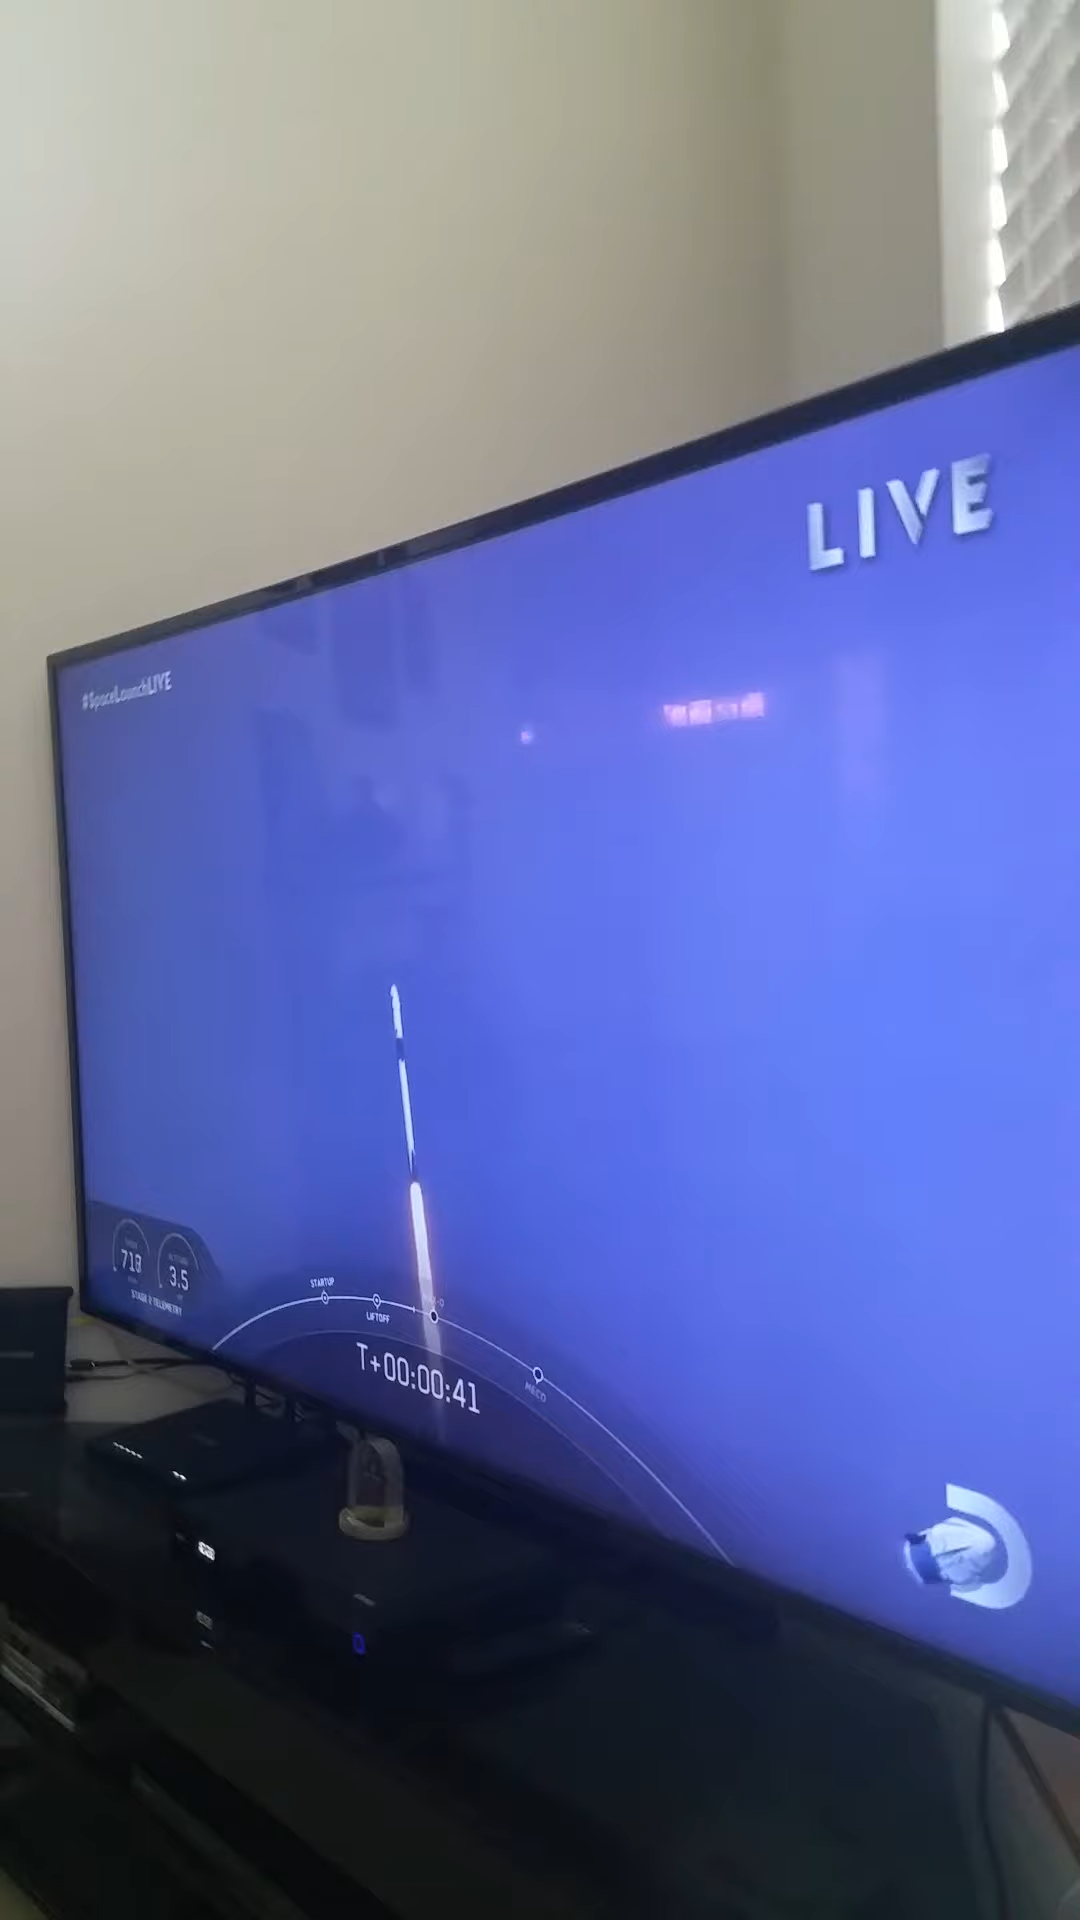 LIVE
#SpaceLaunchLIVE
718
3.5
STAGE 2 TELEMETRY
STARTUP
LIFTOFF
MECO
T+00:00:41